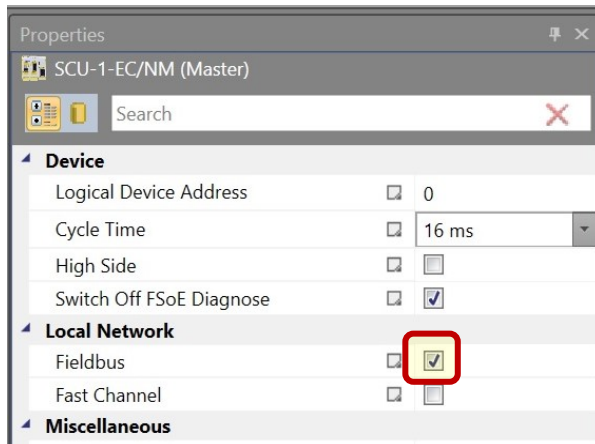 Properties
SCU-1-EC/NM (Master)
Search
Device
Logical Device Address 0
Cycle Time 16 ms
High Side
Switch Off FSoE Diagnose
Local Network
Fieldbus
Fast Channel
Miscellaneous